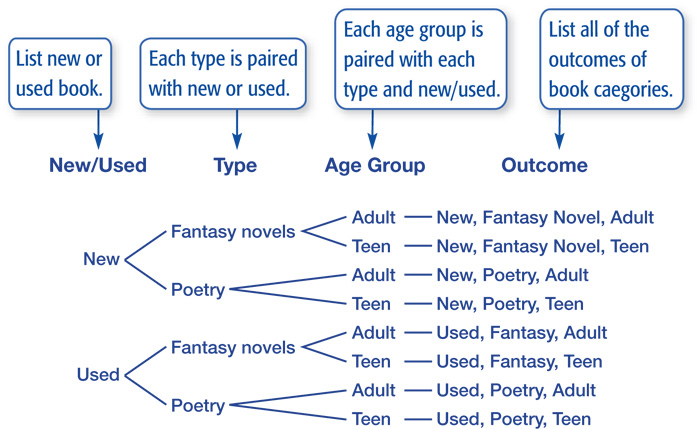 List new or
used book.
Each type is paired
with new or used.
Each age group is
paired with each
type and new/used.
List all of the
outcomes of
book caegories.
New/Used Type Age Group Outcome
New
Fantasy novels
Adult New, Fantasy Novel, Adult
Teen New, Fantasy Novel, Teen
Poetry
Adult New, Poetry, Adult
Teen New, Poetry, Teen
Used
Fantasy novels
Adult Used, Fantasy, Adult
Teen Used, Fantasy, Teen
Poetry
Adult Used, Poetry, Adult
Teen Used, Poetry, Teen